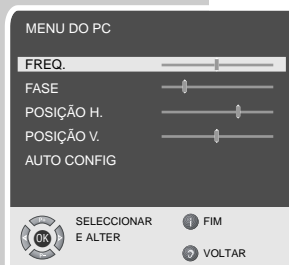 MENU DO PC
FREQ.
FASE
POSIÇÃO H.
POSIÇÃO V.
AUTO CONFIG
OK
SELECCIONAR
E ALTER
FIM
VOLTAR